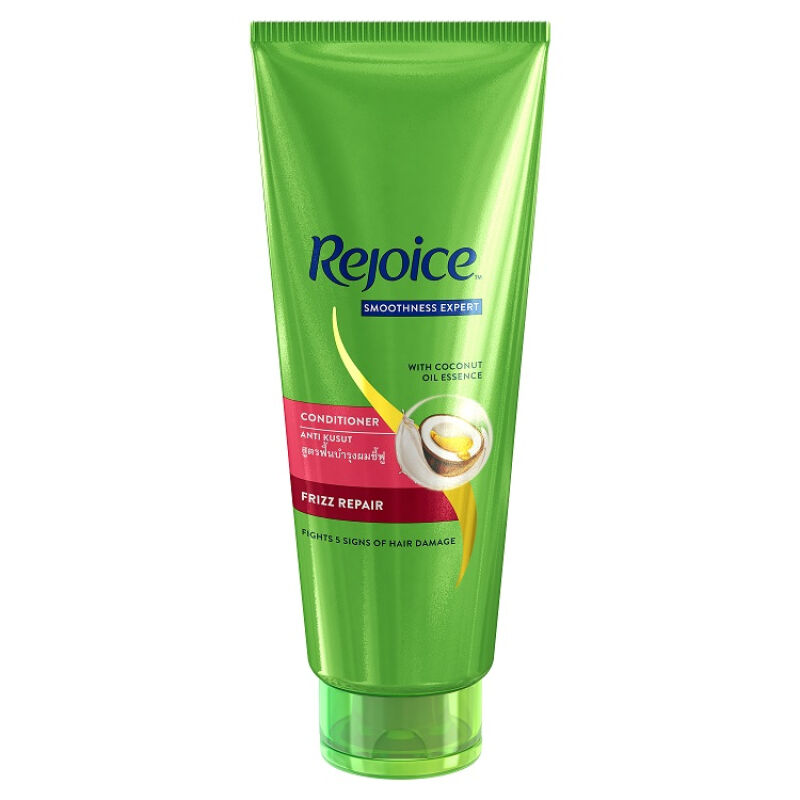 Rejoice™
SMOOTHNESS EXPERT
WITH COCONUT
OIL ESSENCE
CONDITIONER
ANTI KUSUT
สูตรฟื้นบำรุงผมชี้ฟู
FRIZZ REPAIR
FIGHTS 5 SIGNS OF HAIR DAMAGE